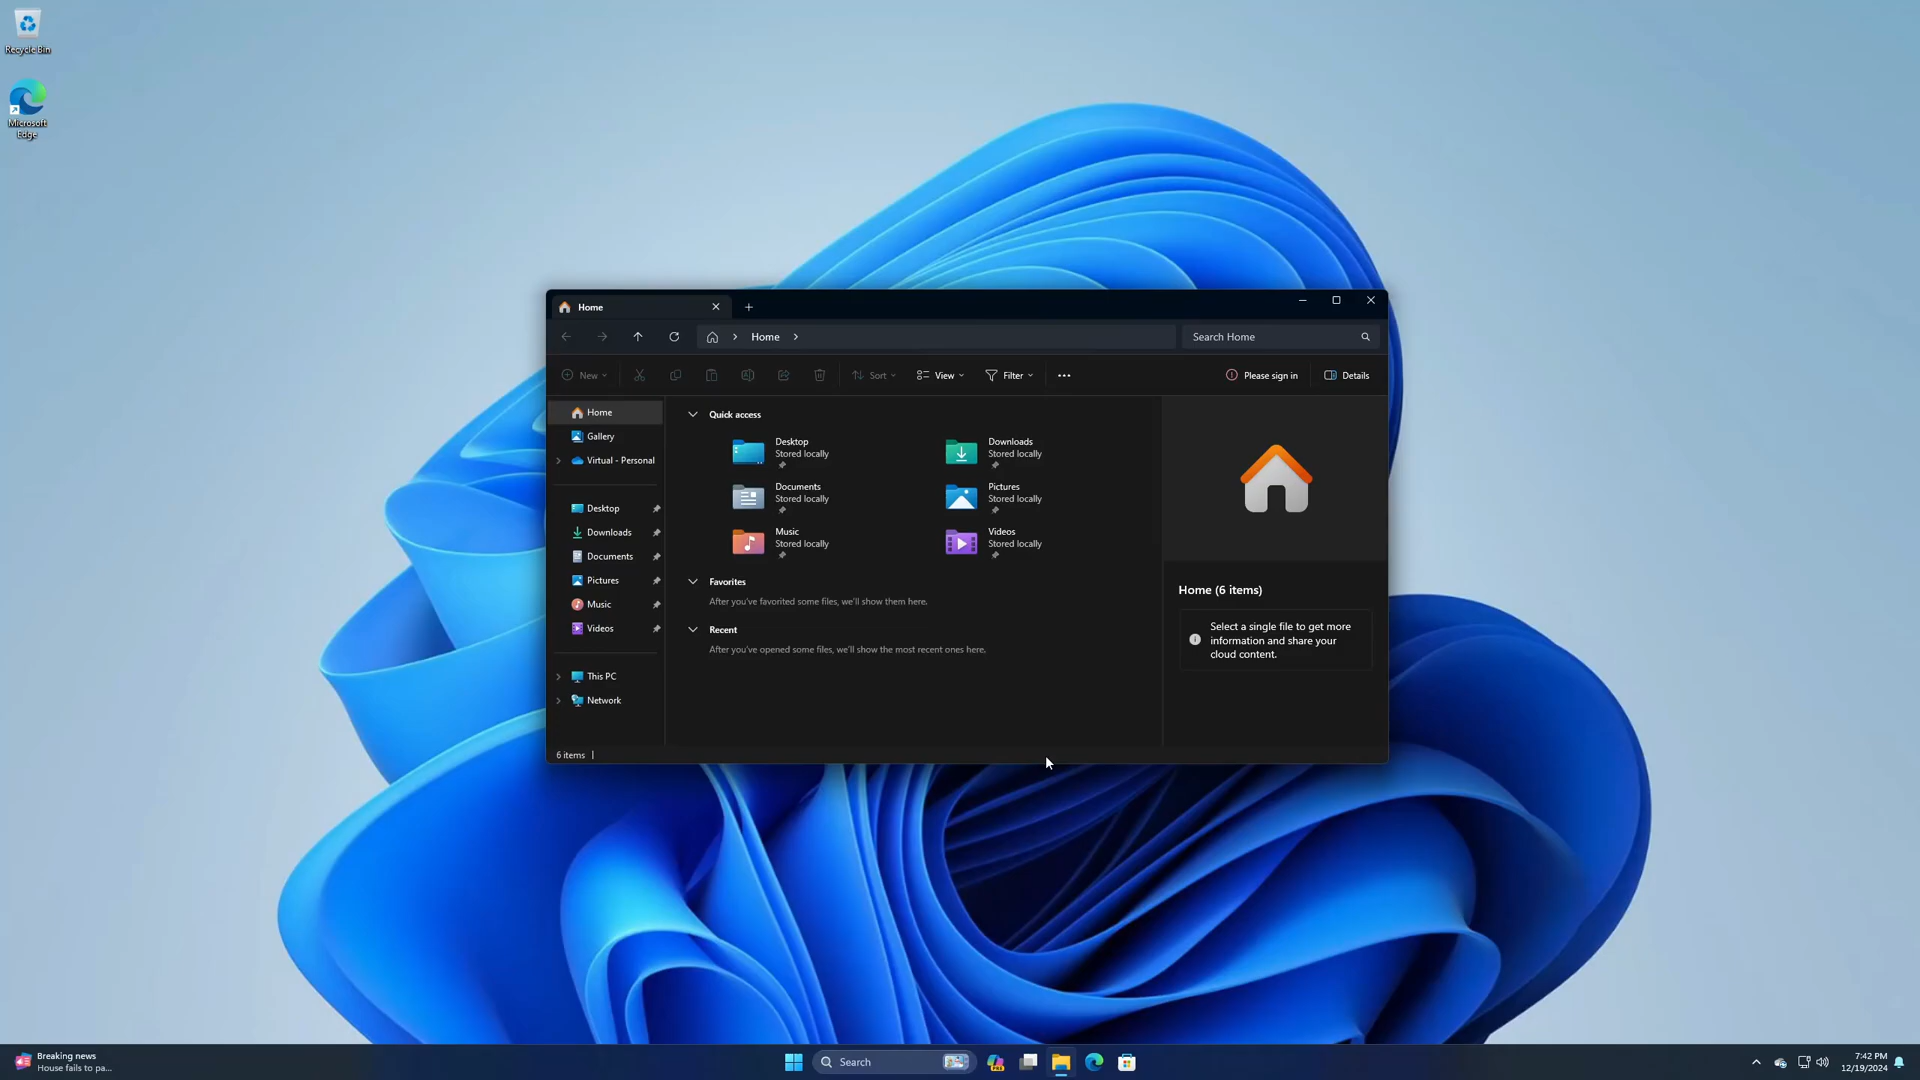 Recycle Bin
Microsoft
Edge
Home
Home
Search Home
New
Sort
View
Filter
Please sign in
Details
Home
Gallery
Virtual - Personal
Desktop
Downloads
Documents
Pictures
Music
Videos
This PC
Network
Quick access
Desktop
Stored locally
Downloads
Stored locally
Documents
Stored locally
Pictures
Stored locally
Music
Stored locally
Videos
Stored locally
Favorites
After you've favorited some files, we'll show them here.
Recent
After you've opened some files, we'll show the most recent ones here.
Home (6 items)
Select a single file to get more
information and share your
cloud content.
6 items
Breaking news
House fails to pa...
Search
PRE
7:42 PM
12/19/2024